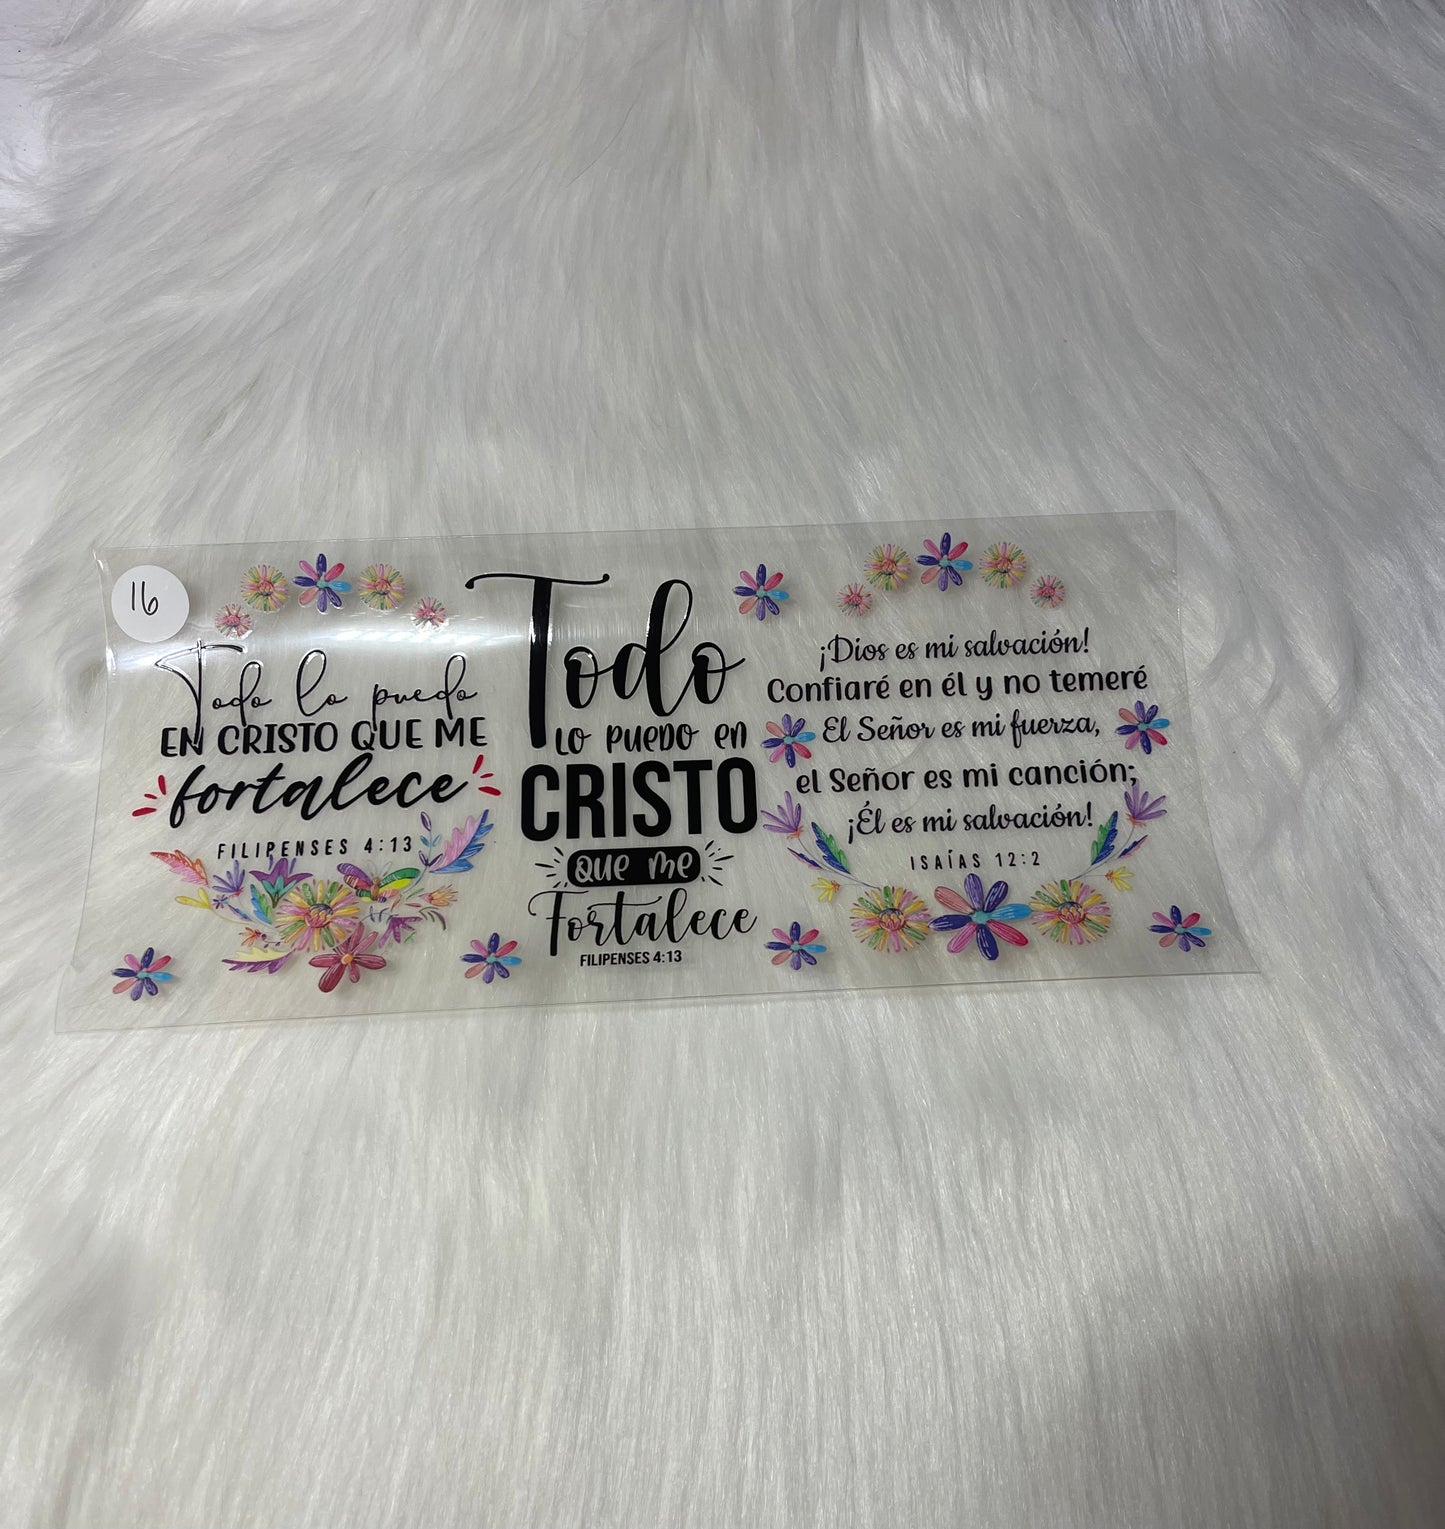 16
Todo lo puedo
EN CRISTO QUE ME
fortalece
FILIPENSES 4:13
Todo
LO PUEDO en
CRISTO
que me
Fortalece
FILIPENSES 4:13
¡Dios es mi salvación!
Confiaré en él y no temeré
El Señor es mi fuerza,
el Señor es mi canción;
¡Él es mi salvación!
ISAÍAS 12:2